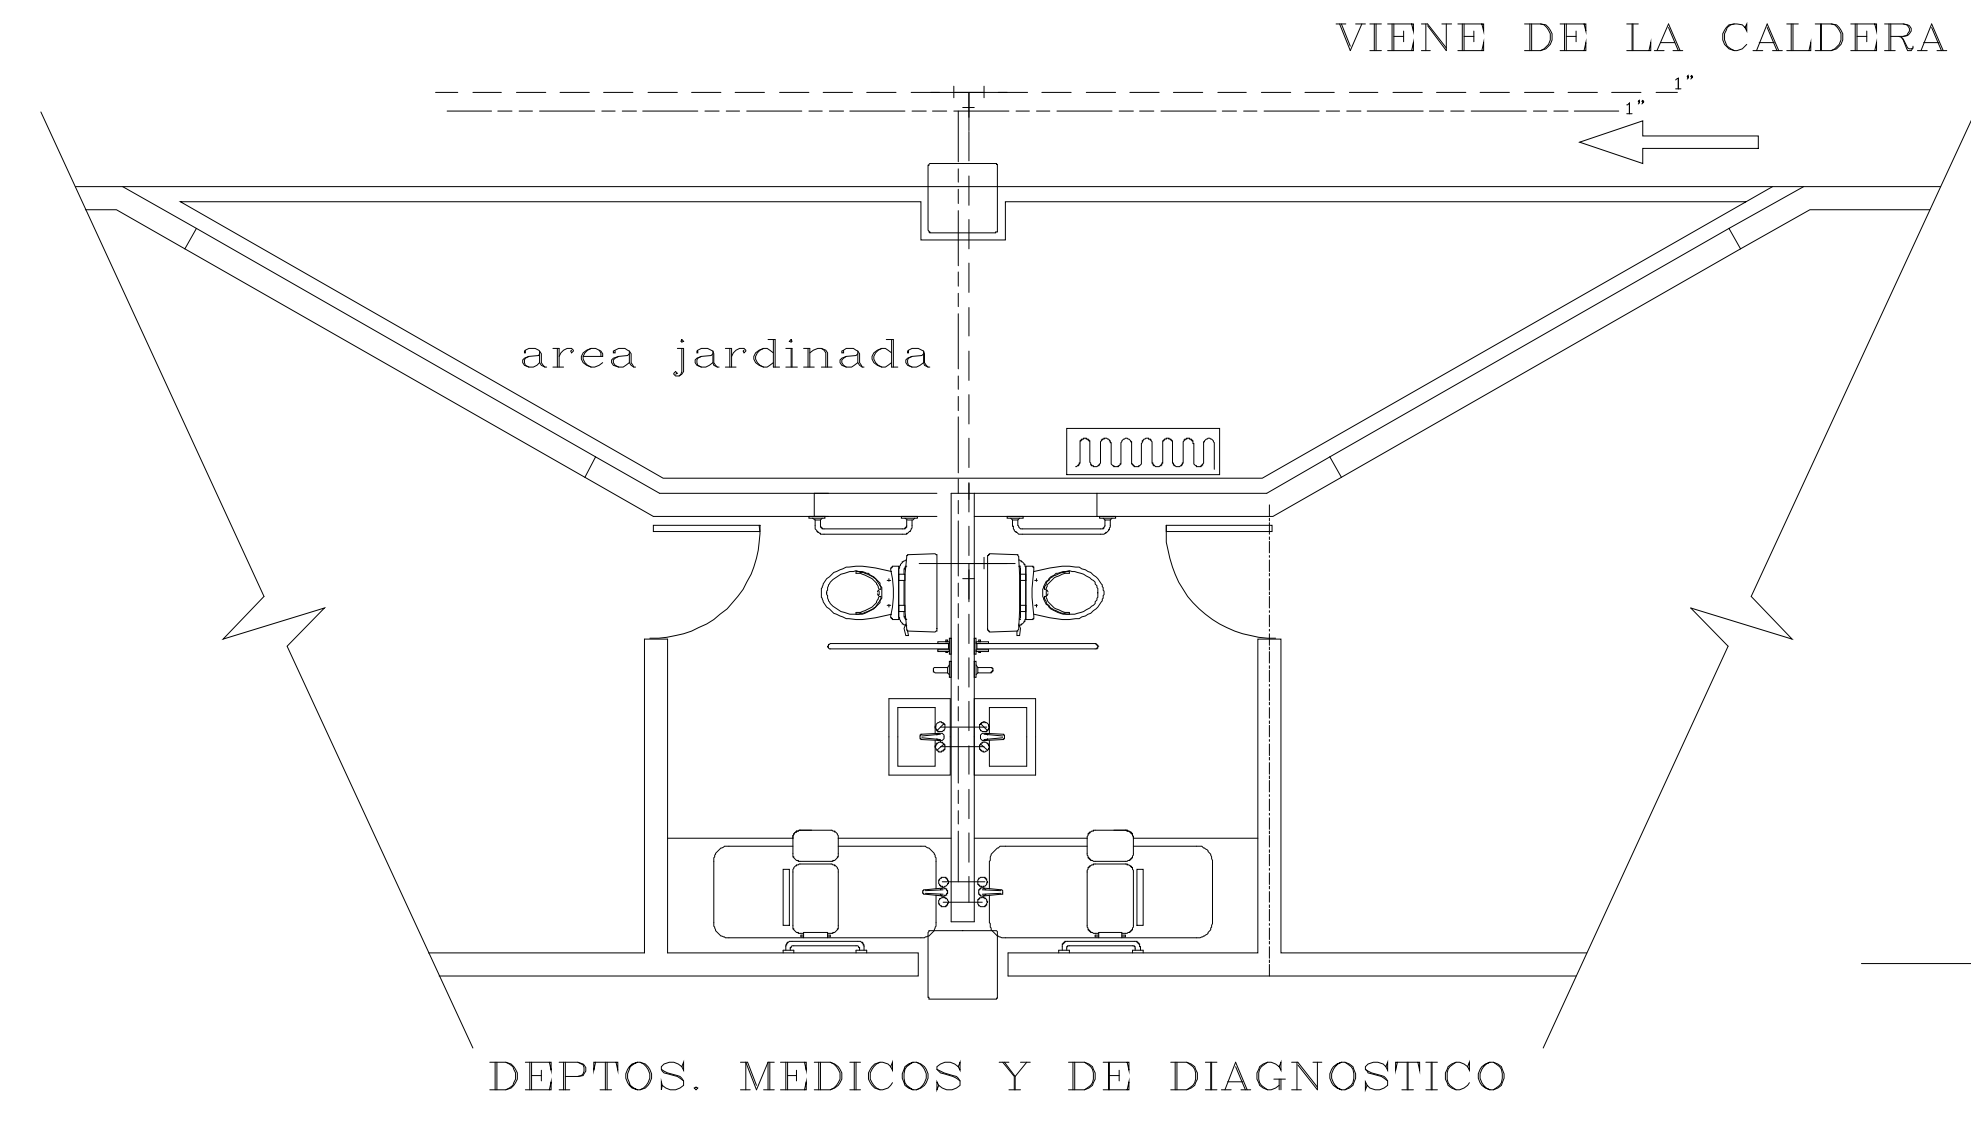 VIENE DE LA CALDERA
1"
1"
area jardinada
DEPTOS. MEDICOS Y DE DIAGNOSTICO